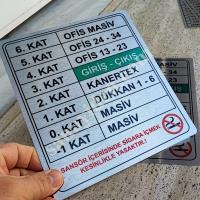 6. KAT OFİS MASİV
5. KAT OFİS 24 - 34
4. KAT OFİS 13 - 23
3. KAT GİRİŞ - ÇIKIŞ
2. KAT KANERTEX
1. KAT DÜKKAN 1 - 6
0. KAT MASİV
-1 KAT MASİV
SANSÖR İÇERİSİNDE SİGARA İÇMEK
KESİNLİKLE YASAKTIR!